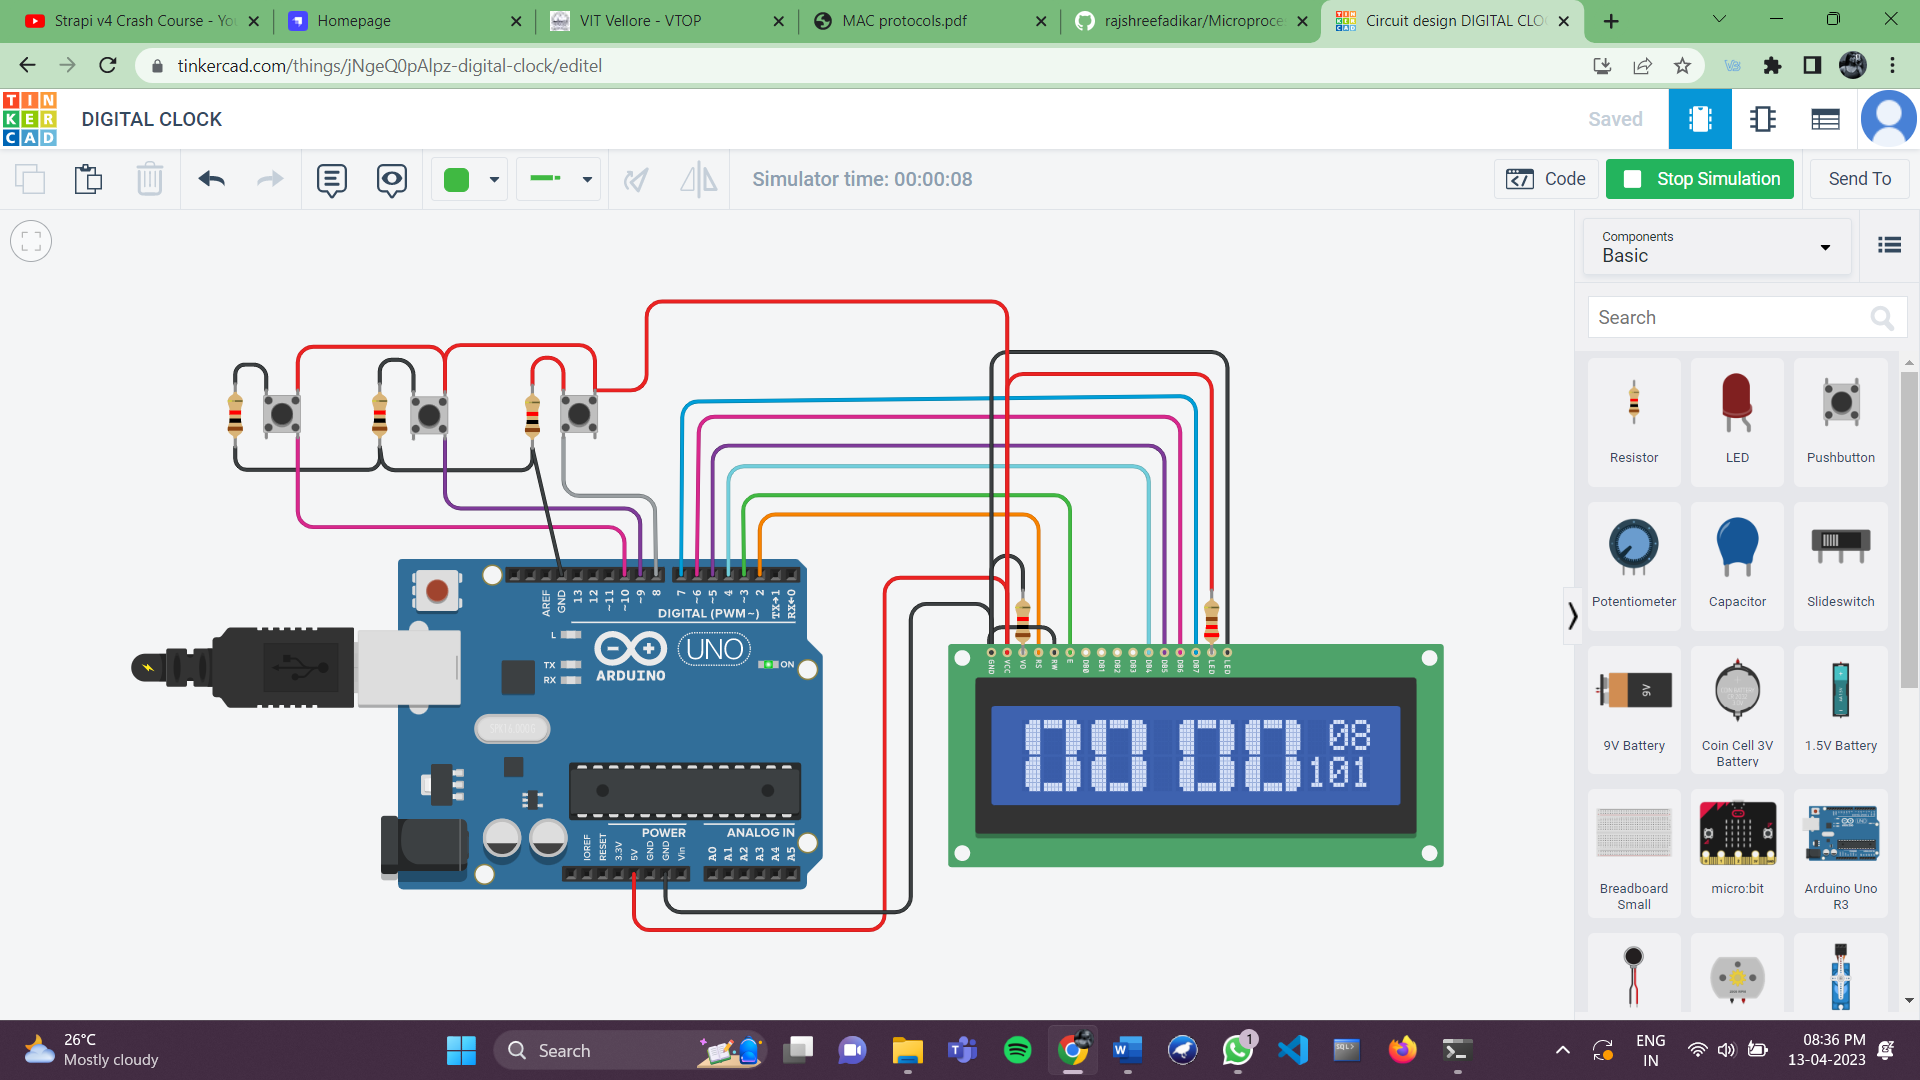 Strapi v4 Crash Course - You
Homepage
VIT Vellore - VTOP
MAC protocols.pdf
rajshreefadikar/Microproce
Circuit design DIGITAL CLO
tinkercad.com/things/jNgeQ0pAlpz-digital-clock/editel
TIN
KER
CAD
DIGITAL CLOCK
Saved
Simulator time: 00:00:08
Code
Stop Simulation
Send To
Components
Basic
Search
Resistor
LED
Pushbutton
Potentiometer
Capacitor
Slideswitch
9V
9V Battery
Coin Cell 3V
Battery
1.5V Battery
Breadboard
Small
micro:bit
Arduino Uno
R3
AREF
GND
13
12
~11
~10
~9
8
7
~6
~5
4
~3
2
TX→1
RX←0
DIGITAL (PWM~)
L
TX
RX
ARDUINO
UNO
ON
IOREF
RESET
3.3V
5V
GND
GND
Vin
POWER
ANALOG IN
A0
A1
A2
A3
A4
A5
GND
VCC
VO
RS
RW
E
DB0
DB1
DB2
DB3
DB4
DB5
DB6
DB7
LED
LED
00 00 08
101
26°C
Mostly cloudy
Search
1
ENG
IN
08:36 PM
13-04-2023